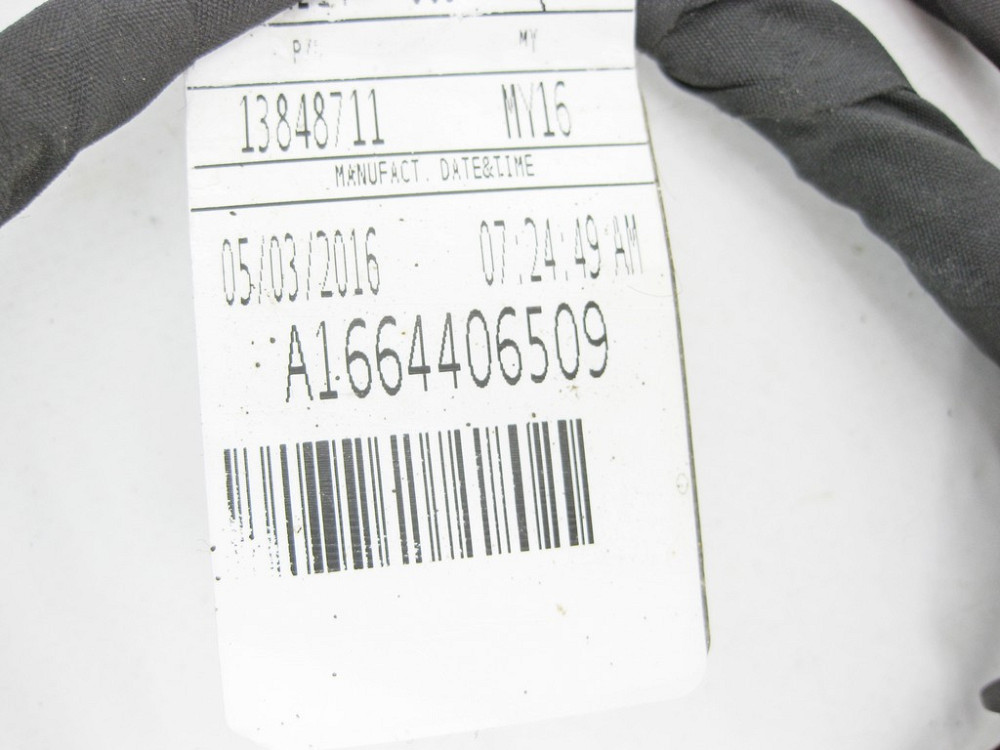 MY
13848711 MY16
MANUFACT. DATE&TIME
05/03/2016 07:24:49 AM
A1664406509